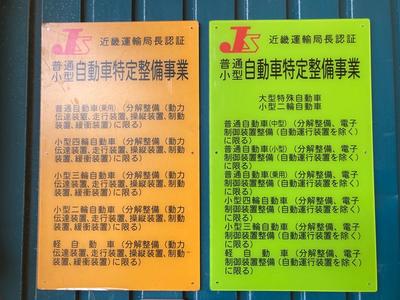 JS 近畿運輸局長認証
普通
小型 自動車特定整備事業
普通自動車(乗用) (分解整備(動力
伝達装置、走行装置、操縦装置、制動
装置、緩衝装置)に限る)
小型四輪自動車 (分解整備(動力
伝達装置、走行装置、操縦装置、制動
装置、緩衝装置)に限る)
小型三輪自動車 (分解整備(動力
伝達装置、走行装置、操縦装置、制動
装置、緩衝装置)に限る)
小型二輪自動車 (分解整備(動力
伝達装置、走行装置、操縦装置、制動
装置、緩衝装置)に限る)
軽自動車 (分解整備(動力
伝達装置、走行装置、操縦装置、制動
装置、緩衝装置)に限る)
JS 近畿運輸局長認証
普通
小型 自動車特定整備事業
大型特殊自動車
小型二輪自動車
普通自動車(中型) (分解整備、電子
制御装置整備(自動運行装置を除く)
に限る)
普通自動車(小型) (分解整備、電子
制御装置整備(自動運行装置を除く)
に限る)
普通自動車(乗用) (分解整備、電子
制御装置整備(自動運行装置を除く)
に限る)
小型四輪自動車 (分解整備、電子
制御装置整備(自動運行装置を除く)
に限る)
小型三輪自動車 (分解整備、電子
制御装置整備(自動運行装置を除く)
に限る)
軽自動車 (分解整備、電子
制御装置整備(自動運行装置を除く)
に限る)